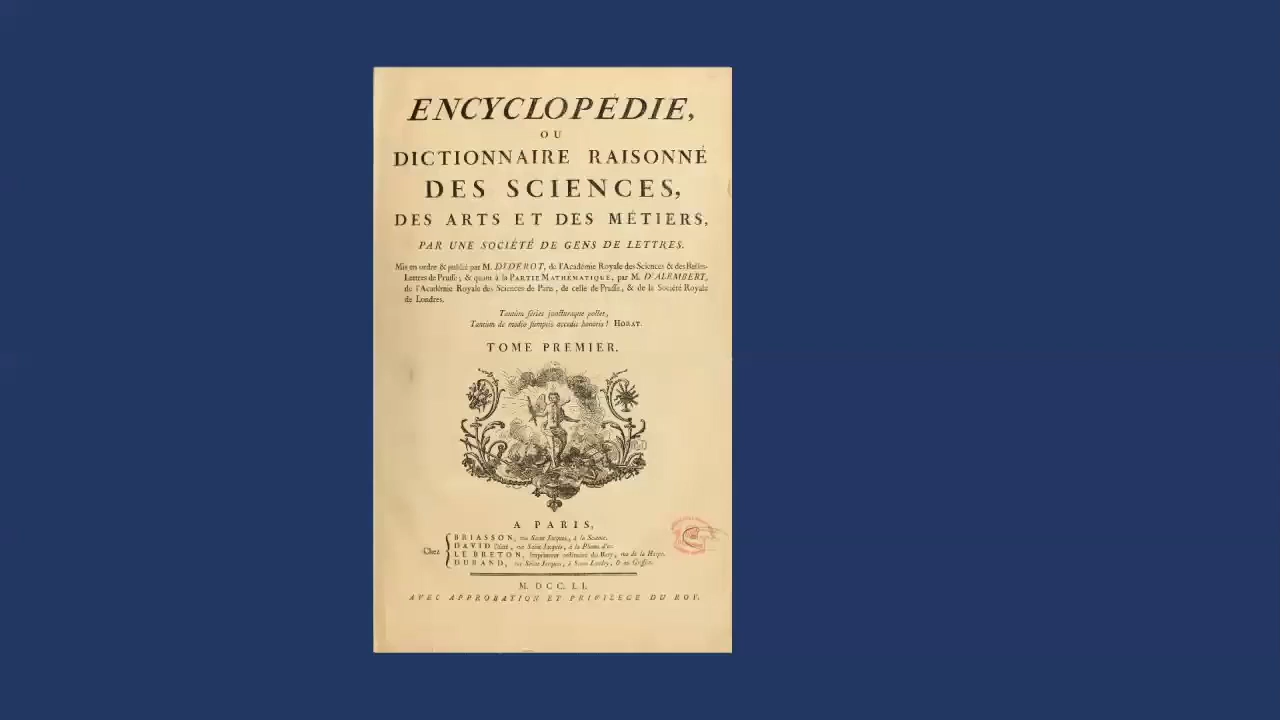 ENCYCLOPÉDIE,
OU
DICTIONNAIRE RAISONNÉ
DES SCIENCES,
DES ARTS ET DES MÉTIERS,
PAR UNE SOCIÉTÉ DE GENS DE LETTRES.
Mis en ordre & publié par M. DIDEROT, de l'Académie Royale des Sciences & des Belles-
Lettres de Prusse; & quant à la PARTIE MATHÉMATIQUE, par M. D'ALEMBERT,
de l'Académie Royale des Sciences de Paris, de celle de Prusse, & de la Société Royale
de Londres.
Tantùm series juncturaque pollet,
Tantùm de medio sumptis accedit honoris! HORAT.
TOME PREMIER.
A PARIS,
Chez
BRIASSON, rue Saint Jacques, à la Science.
DAVID l'aîné, rue Saint Jacques, à la Plume d'or.
LE BRETON, Imprimeur ordinaire du Roy, rue de la Harpe.
DURAND, rue Saint Jacques, à Saint Landry, & au Griffon.
M. DCC. LI.
AVEC APPROBATION ET PRIVILEGE DU ROY.